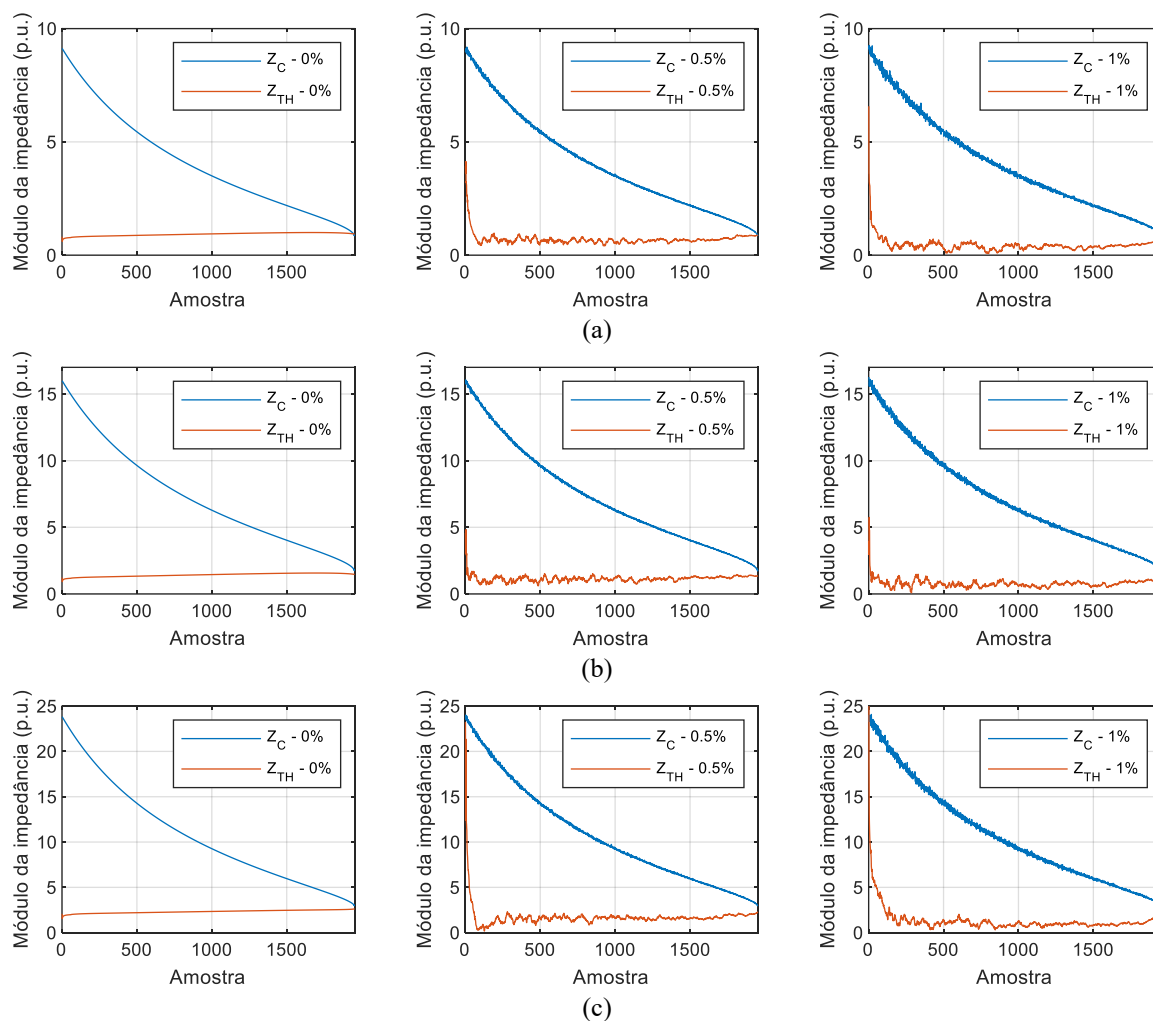 Módulo da impedância (p.u.)
10
5
0
0
500
1000
1500
Amostra
Z_C - 0%
Z_TH - 0%
Módulo da impedância (p.u.)
10
5
0
0
500
1000
1500
Amostra
Z_C - 0.5%
Z_TH - 0.5%
Módulo da impedância (p.u.)
10
5
0
0
500
1000
1500
Amostra
Z_C - 1%
Z_TH - 1%
(a)
Módulo da impedância (p.u.)
15
10
5
0
0
500
1000
1500
Amostra
Z_C - 0%
Z_TH - 0%
Módulo da impedância (p.u.)
15
10
5
0
0
500
1000
1500
Amostra
Z_C - 0.5%
Z_TH - 0.5%
Módulo da impedância (p.u.)
15
10
5
0
0
500
1000
1500
Amostra
Z_C - 1%
Z_TH - 1%
(b)
Módulo da impedância (p.u.)
25
20
15
10
5
0
0
500
1000
1500
Amostra
Z_C - 0%
Z_TH - 0%
Módulo da impedância (p.u.)
25
20
15
10
5
0
0
500
1000
1500
Amostra
Z_C - 0.5%
Z_TH - 0.5%
Módulo da impedância (p.u.)
25
20
15
10
5
0
0
500
1000
1500
Amostra
Z_C - 1%
Z_TH - 1%
(c)